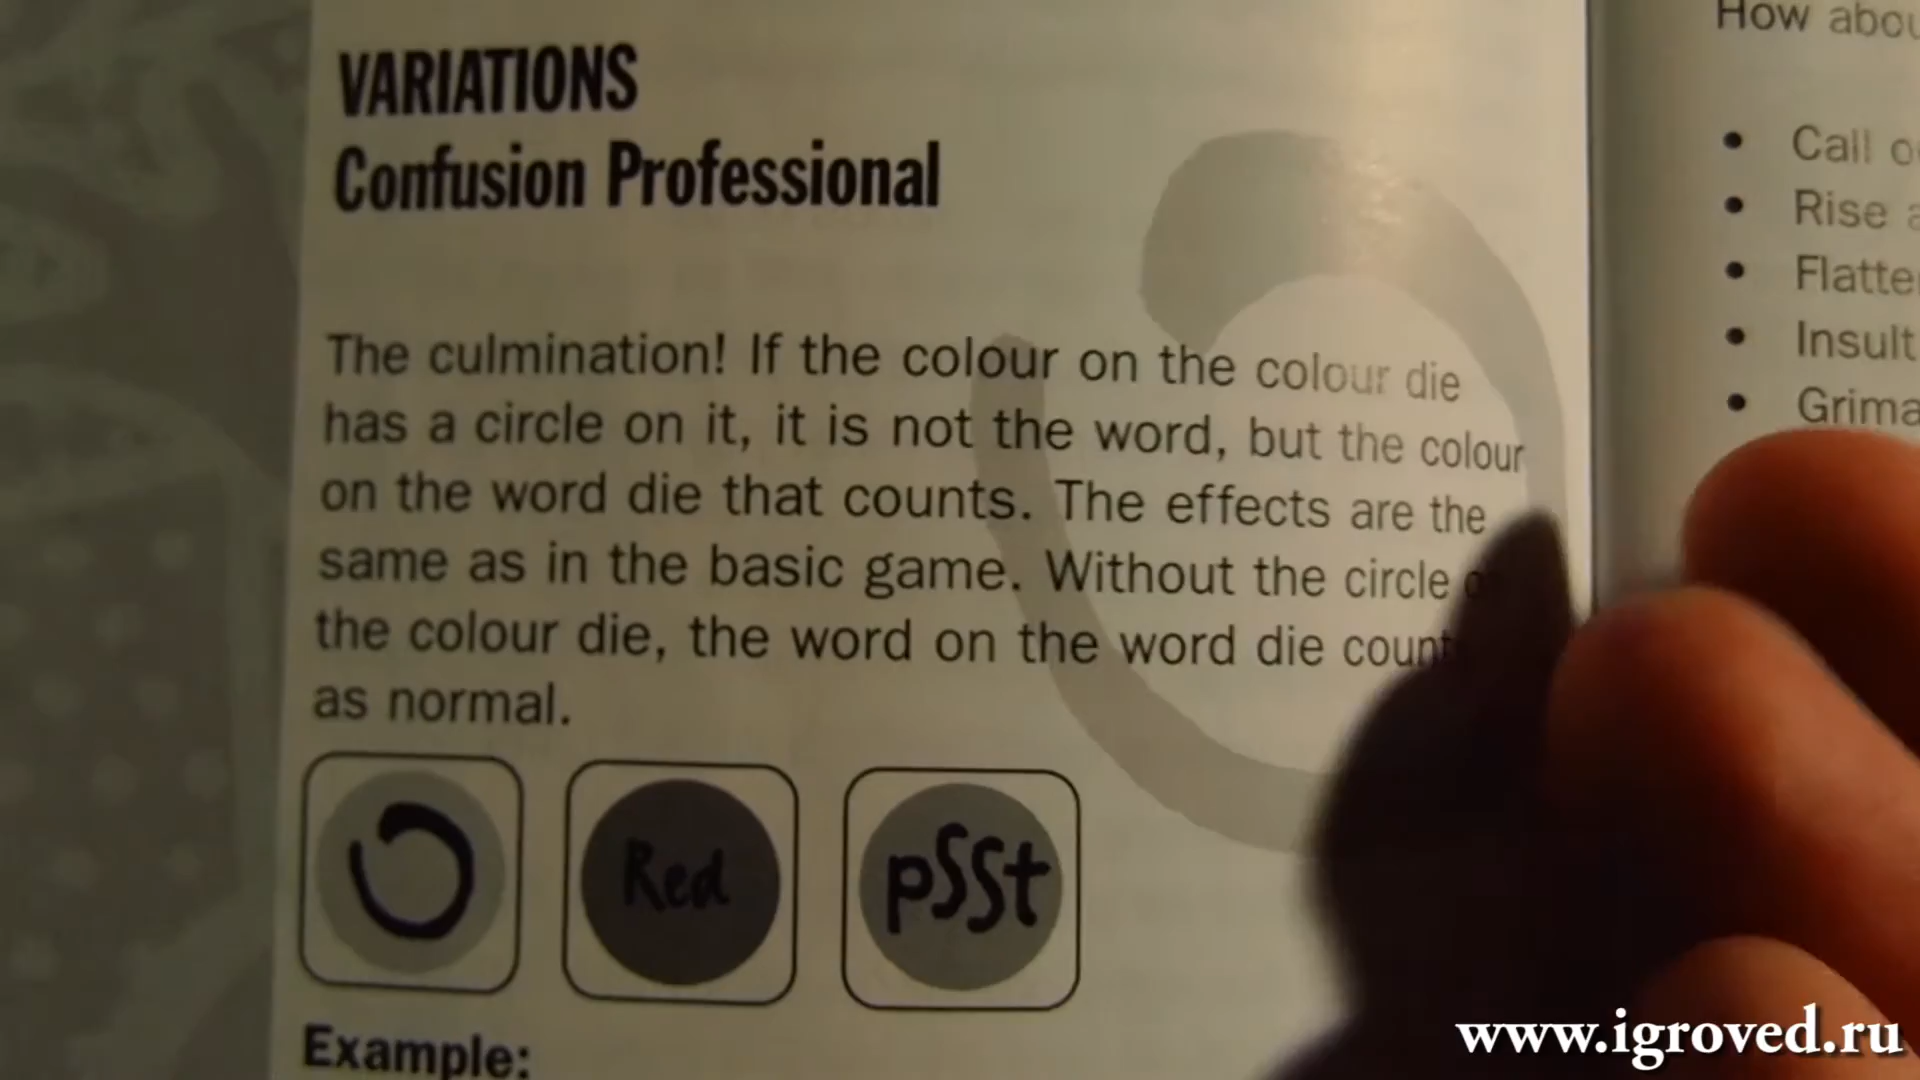 VARIATIONS
Confusion Professional
The culmination! If the colour on the colour die
has a circle on it, it is not the word, but the colour
on the word die that counts. The effects are the
same as in the basic game. Without the circle
the colour die, the word on the word die
as normal.
Red
pSSt
Example:
How
Call
Rise
Insult
www.igroved.ru